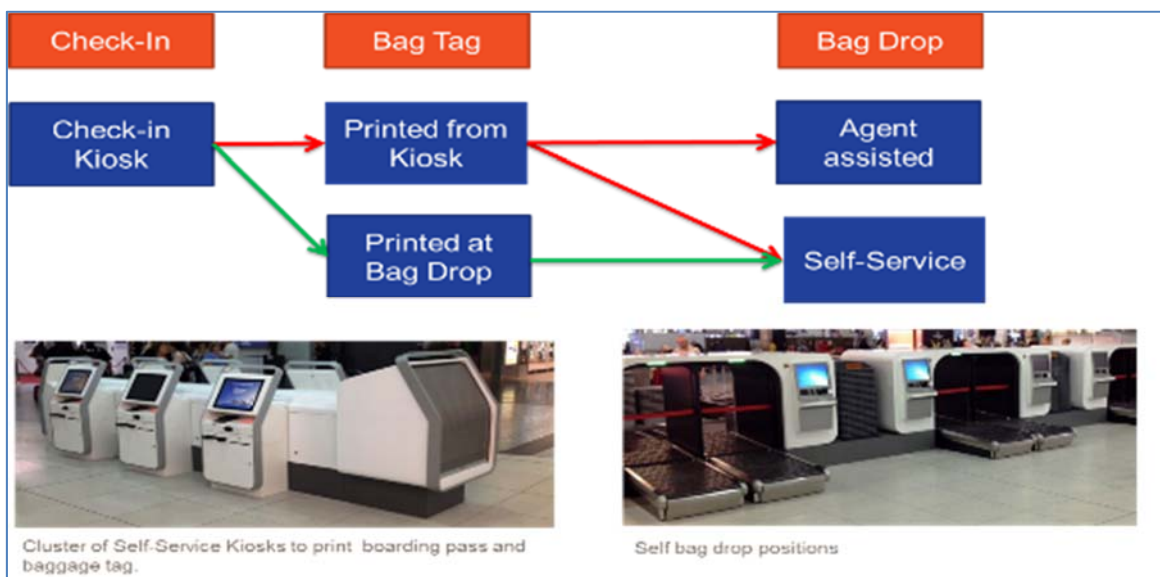 Check-In
Bag Tag
Bag Drop
Check-in
Kiosk
Printed from
Kiosk
Agent
assisted
Printed at
Bag Drop
Self-Service
Cluster of Self-Service Kiosks to print boarding pass and
baggage tag.
Self bag drop positions